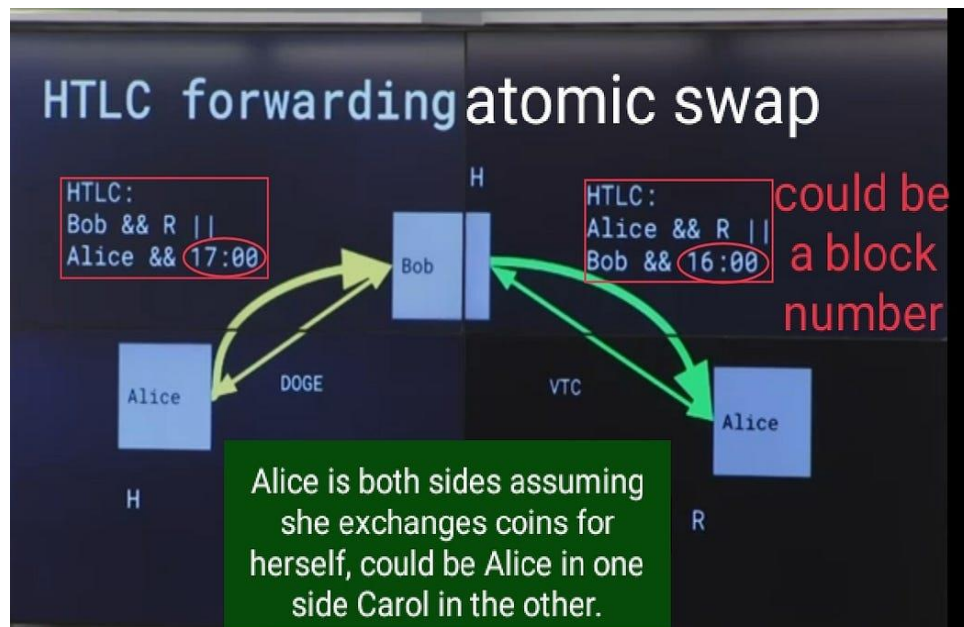 HTLC forwarding atomic swap
H
HTLC:
Bob && R ||
Alice && 17:00
HTLC:
Alice && R ||
Bob && 16:00
could be
a block
number
Bob
Alice
DOGE
VTC
Alice
H
R
Alice is both sides assuming
she exchanges coins for
herself, could be Alice in one
side Carol in the other.